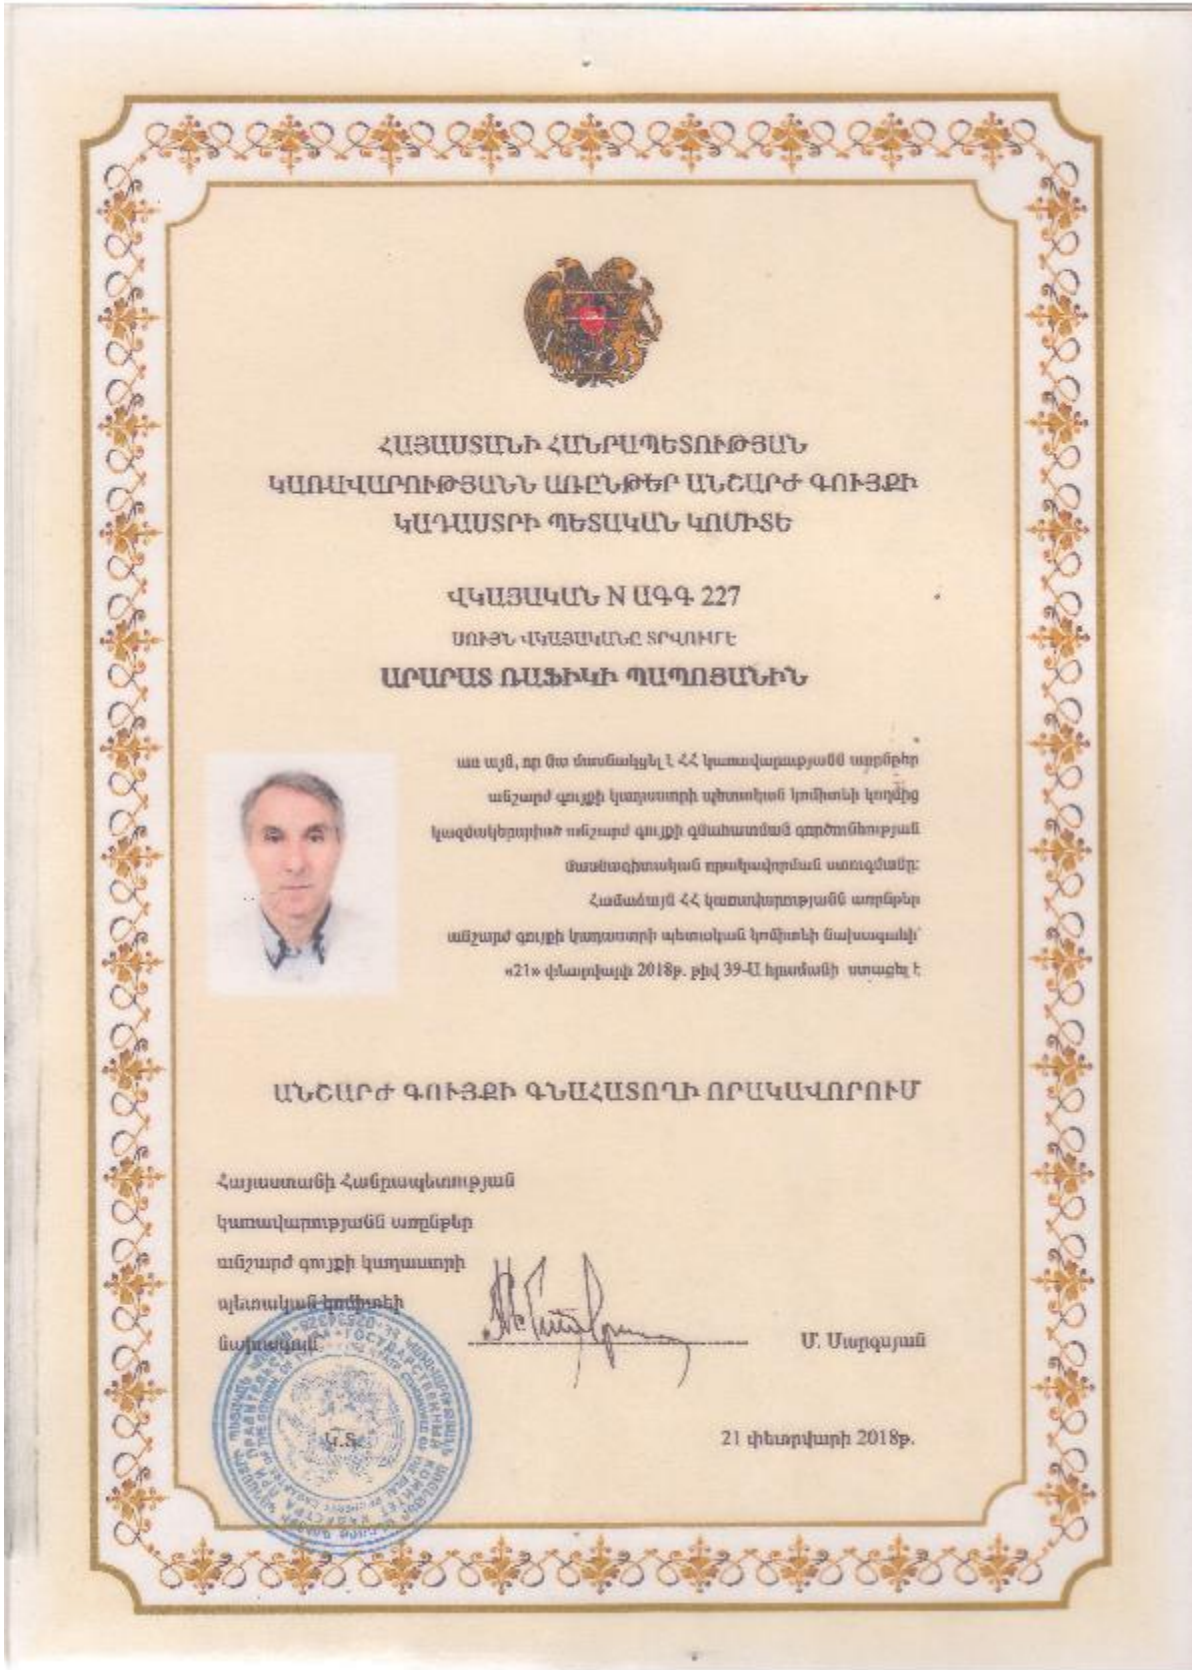 ՀԱՅԱՍՏԱՆԻ ՀԱՆՐԱՊԵՏՈՒԹՅԱՆ
ԿԱՌԱՎԱՐՈՒԹՅԱՆՆ ԱՌԸՆԹԵՐ ԱՆՇԱՐԺ ԳՈՒՅՔԻ
ԿԱԴԱՍՏՐԻ ՊԵՏԱԿԱՆ ԿՈՄԻՏԵ
ՎԿԱՅԱԿԱՆ N ԱԳԳ 227
ՍՈՒՅՆ ՎԿԱՅԱԿԱՆԸ ՏՐՎՈՒՄ Է
ԱՐԱՐԱՏ ՌԱՖԻԿԻ ՊԱՊՈՅԱՆԻՆ
առ այն, որ նա մասնակցել է ՀՀ կառավարությանն առընթեր
անշարժ գույքի կադաստրի պետական կոմիտեի կողմից
կազմակերպված անշարժ գույքի գնահատման գործունեության
մասնագիտական որակավորման ստուգմանը:
Համաձայն ՀՀ կառավարությանն առընթեր
անշարժ գույքի կադաստրի պետական կոմիտեի նախագահի՝
«21» փետրվարի 2018թ. թիվ 39-Ա հրամանի ստացել է
ԱՆՇԱՐԺ ԳՈՒՅՔԻ ԳՆԱՀԱՏՈՂԻ ՈՐԱԿԱՎՈՐՈՒՄ
Հայաստանի Հանրապետության
կառավարությանն առընթեր
անշարժ գույքի կադաստրի
պետական կոմիտեի
նախագահ
Մ. Սարգսյան
Կ.Տ.
21 փետրվարի 2018թ.